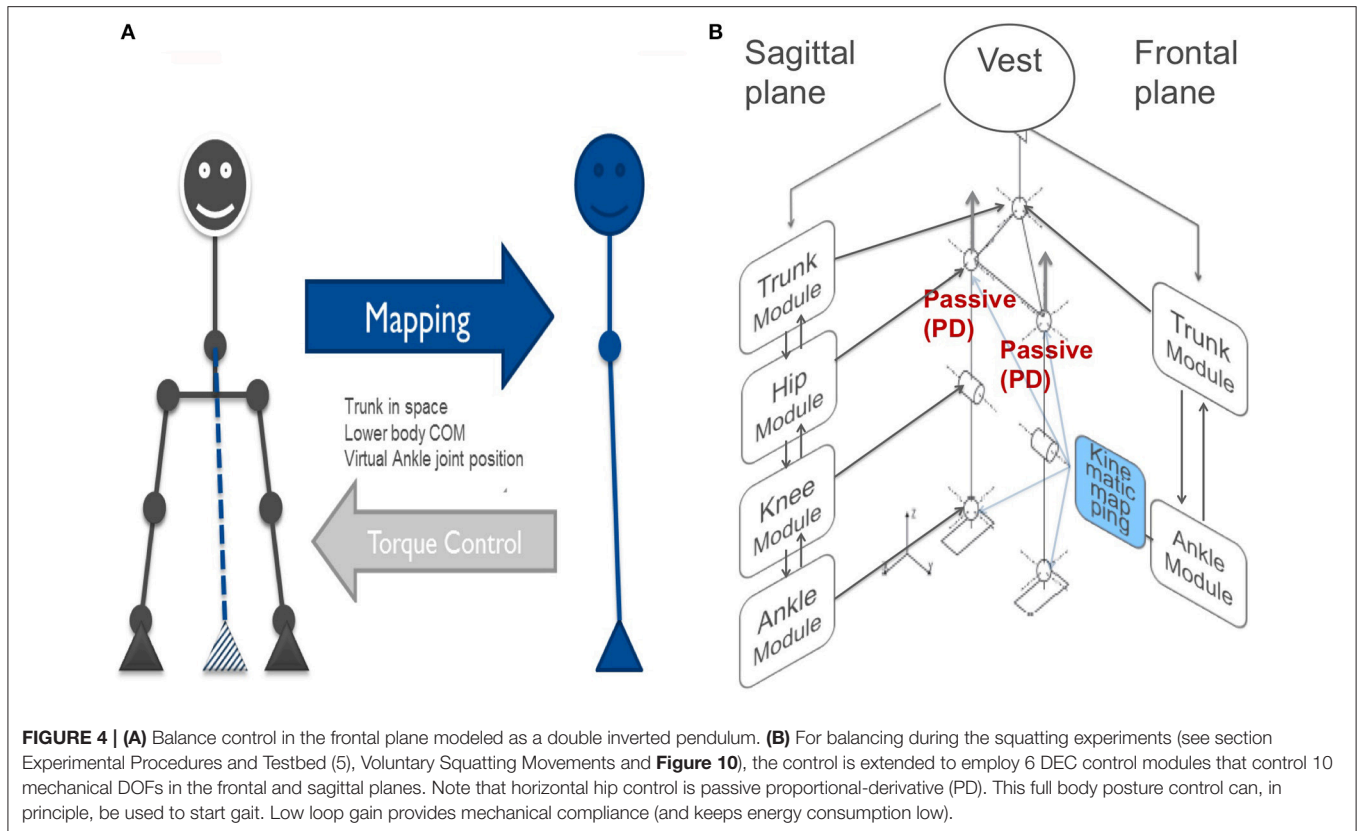 A
Mapping
Trunk in space
Lower body COM
Virtual Ankle joint position
Torque Control
B
Sagittal
plane
Vest
Frontal
plane
Trunk
Module
Hip
Module
Knee
Module
Ankle
Module
Passive
(PD)
Passive
(PD)
z
y
Trunk
Module
Kine
matic
map
ping
Ankle
Module
FIGURE 4 | (A) Balance control in the frontal plane modeled as a double inverted pendulum. (B) For balancing during the squatting experiments (see section
Experimental Procedures and Testbed (5), Voluntary Squatting Movements and Figure 10), the control is extended to employ 6 DEC control modules that control 10
mechanical DOFs in the frontal and sagittal planes. Note that horizontal hip control is passive proportional-derivative (PD). This full body posture control can, in
principle, be used to start gait. Low loop gain provides mechanical compliance (and keeps energy consumption low).